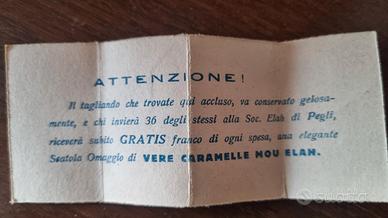 ATTENZIONE!
Il tagliando che trovate qui accluso, va conservato gelosa-
mente, e chi invierà 36 degli stessi alla Soc. Elah di Pegli,
riceverà subito GRATIS franco di ogni spesa, una elegante
Scatola Omaggio di VERE CARAMELLE MOU ELAH.
subito